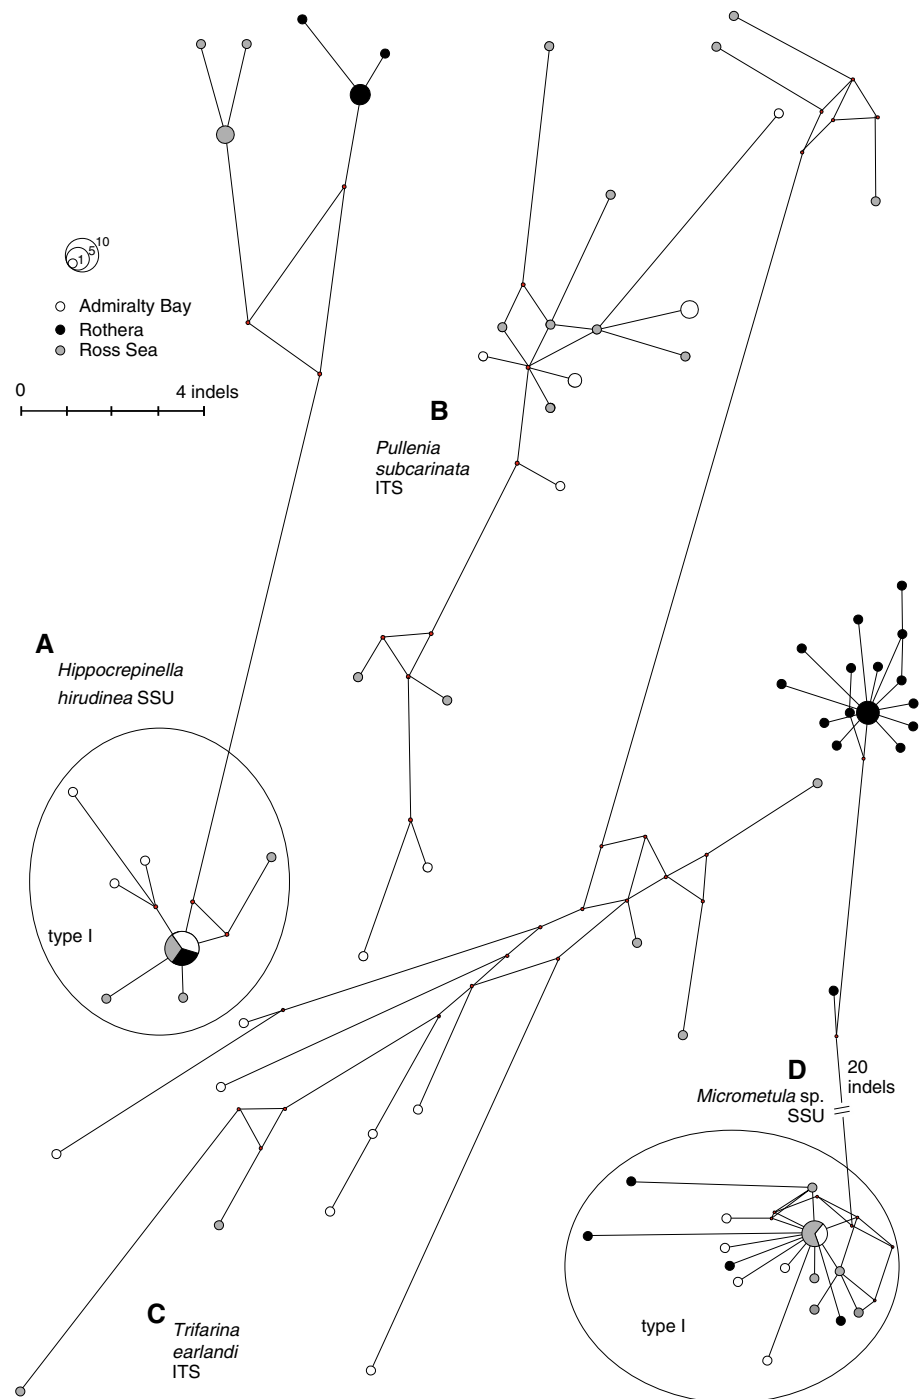 10
5
1
Admiralty Bay
Rothera
Ross Sea
0 4 indels
B
Pullenia
subcarinata
ITS
A
Hippocrepinella
hirudinea SSU
type I
D
20
indels
Micrometula sp.
SSU
C
Trifarina
earlandi
ITS
type I